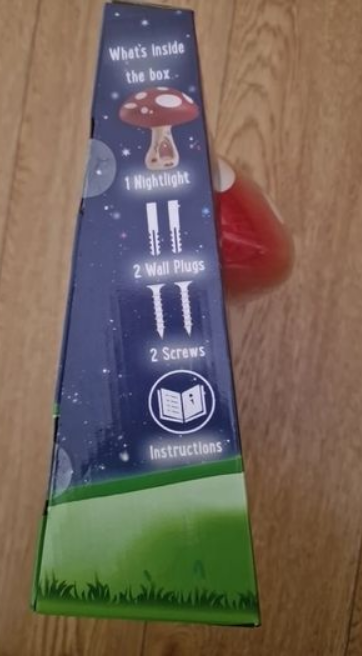 What's inside
the box...
1 Nightlight
2 Wall Plugs
2 Screws
Instructions